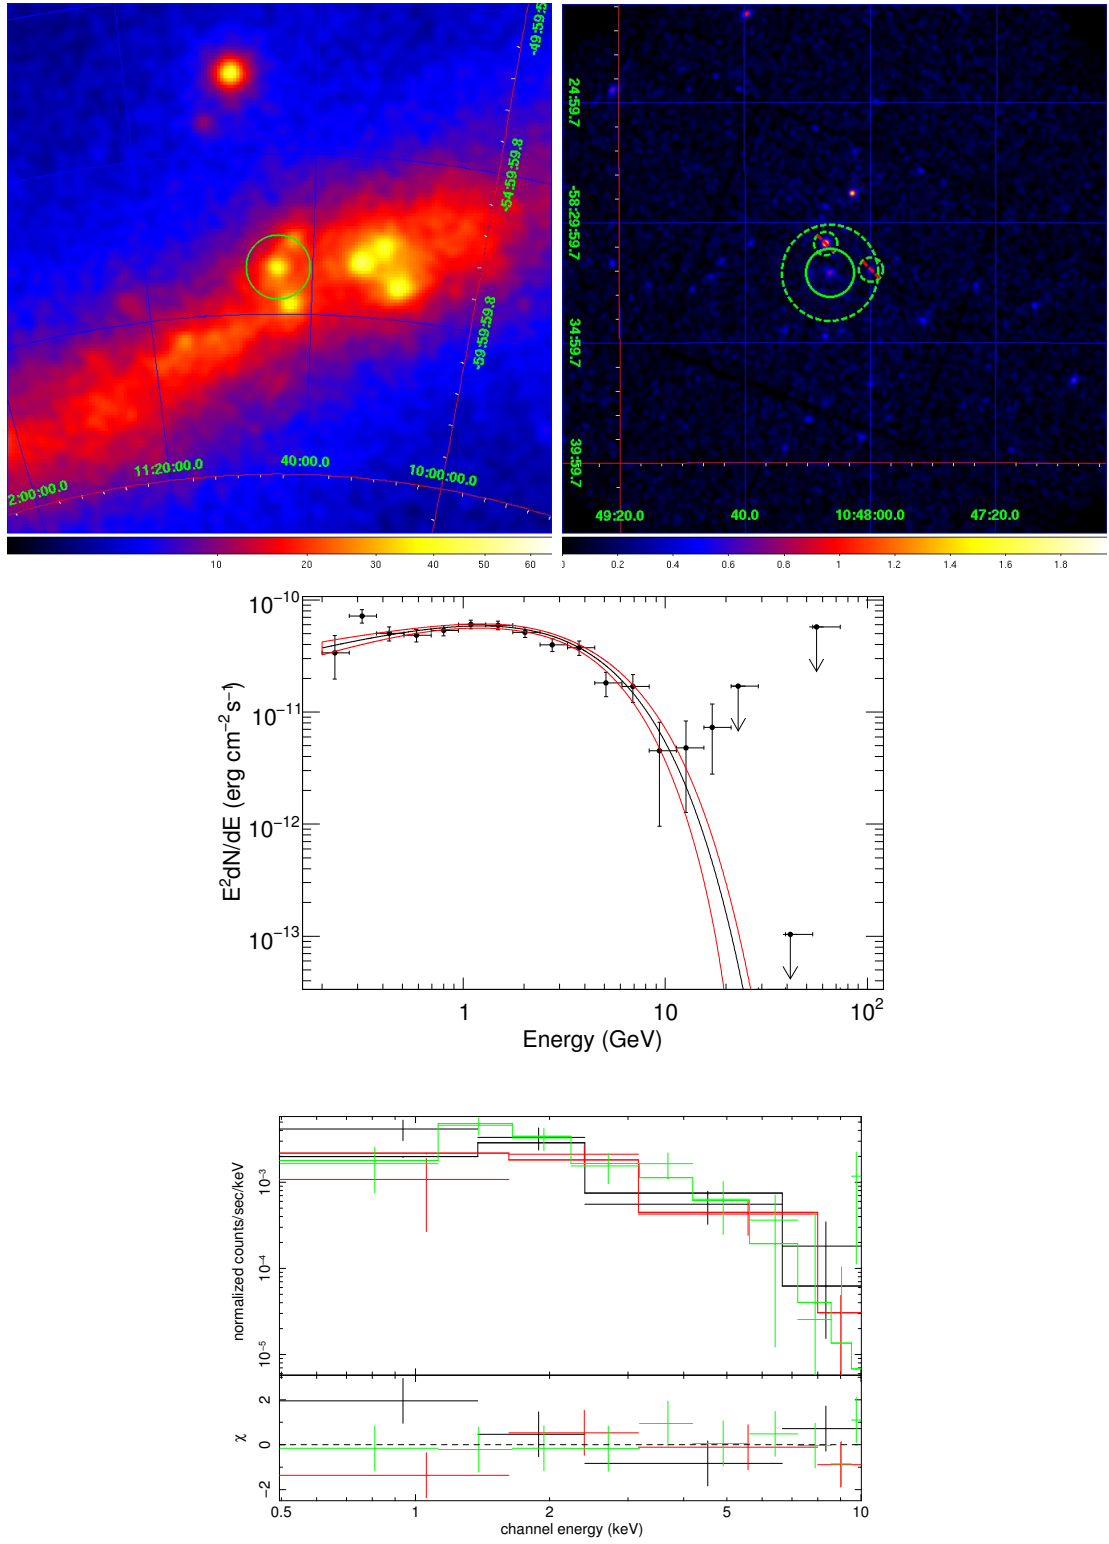 -49:59:5
-54:59:59.8
-59:59:59.8
2:00:00.0
11:20:00.0
40:00.0
10:00:00.0
10 20 30 40 50 60
24:59.7
-58:29:59.7
34:59.7
39:59.7
49:20.0 40.0 10:48:00.0 47:20.0
0.2 0.4 0.6 0.8 1 1.2 1.4 1.6 1.8
10⁻¹⁰
10⁻¹¹
10⁻¹²
10⁻¹³
E²dN/dE (erg cm⁻²s⁻¹)
1 10 10²
Energy (GeV)
normalized counts/sec/keV
10⁻³
10⁻⁴
10⁻⁵
χ
2
0
−2
0.5 1 2 5 10
channel energy (keV)